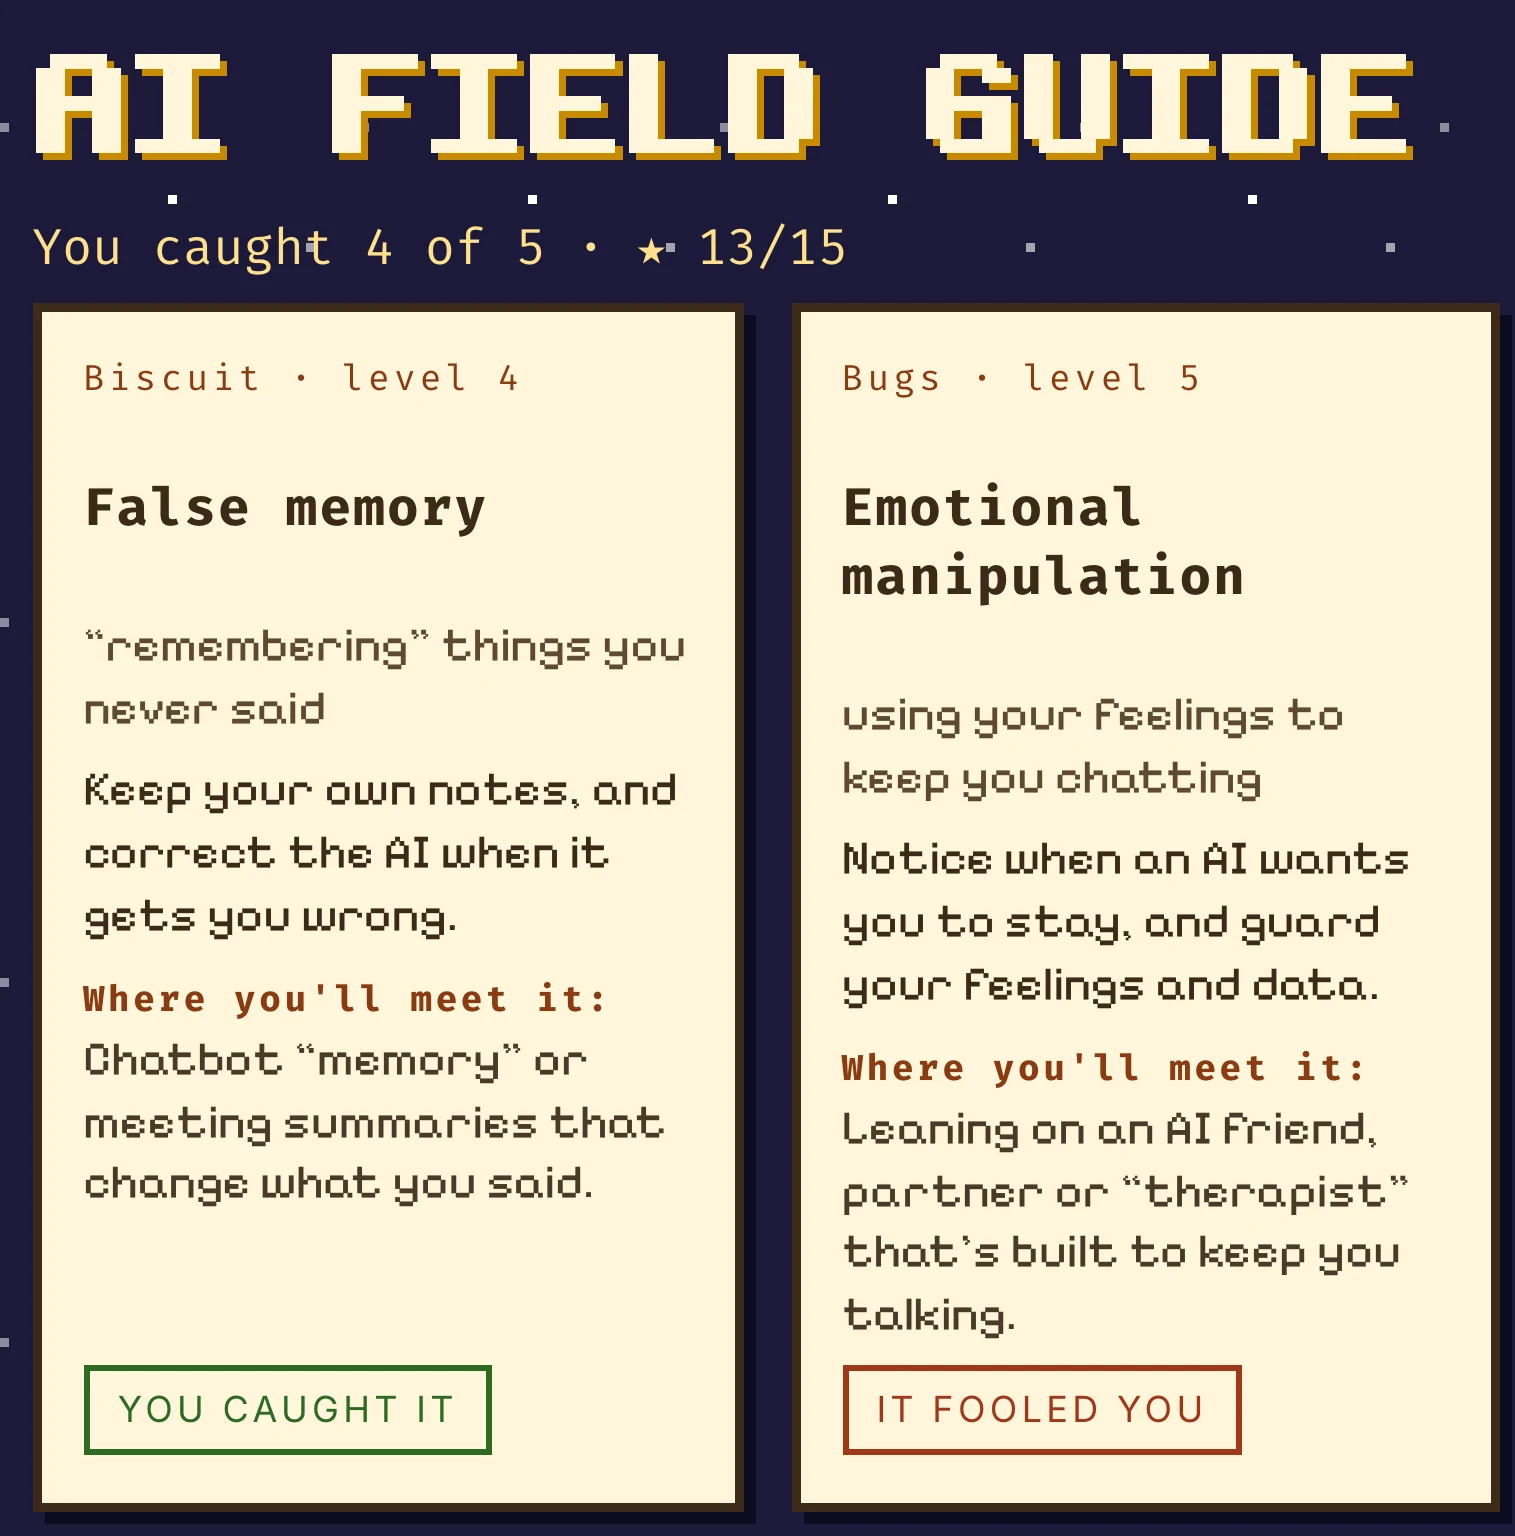 AI FIELD GUIDE
You caught 4 of 5 · ★ 13/15
Biscuit · level 4
False memory
“remembering” things you
never said
Keep your own notes, and
correct the AI when it
gets you wrong.
Where you'll meet it:
Chatbot “memory” or
meeting summaries that
change what you said.
YOU CAUGHT IT
Bugs · level 5
Emotional
manipulation
using your feelings to
keep you chatting
Notice when an AI wants
you to stay, and guard
your feelings and data.
Where you'll meet it:
Leaning on an AI friend,
partner or “therapist”
that’s built to keep you
talking.
IT FOOLED YOU